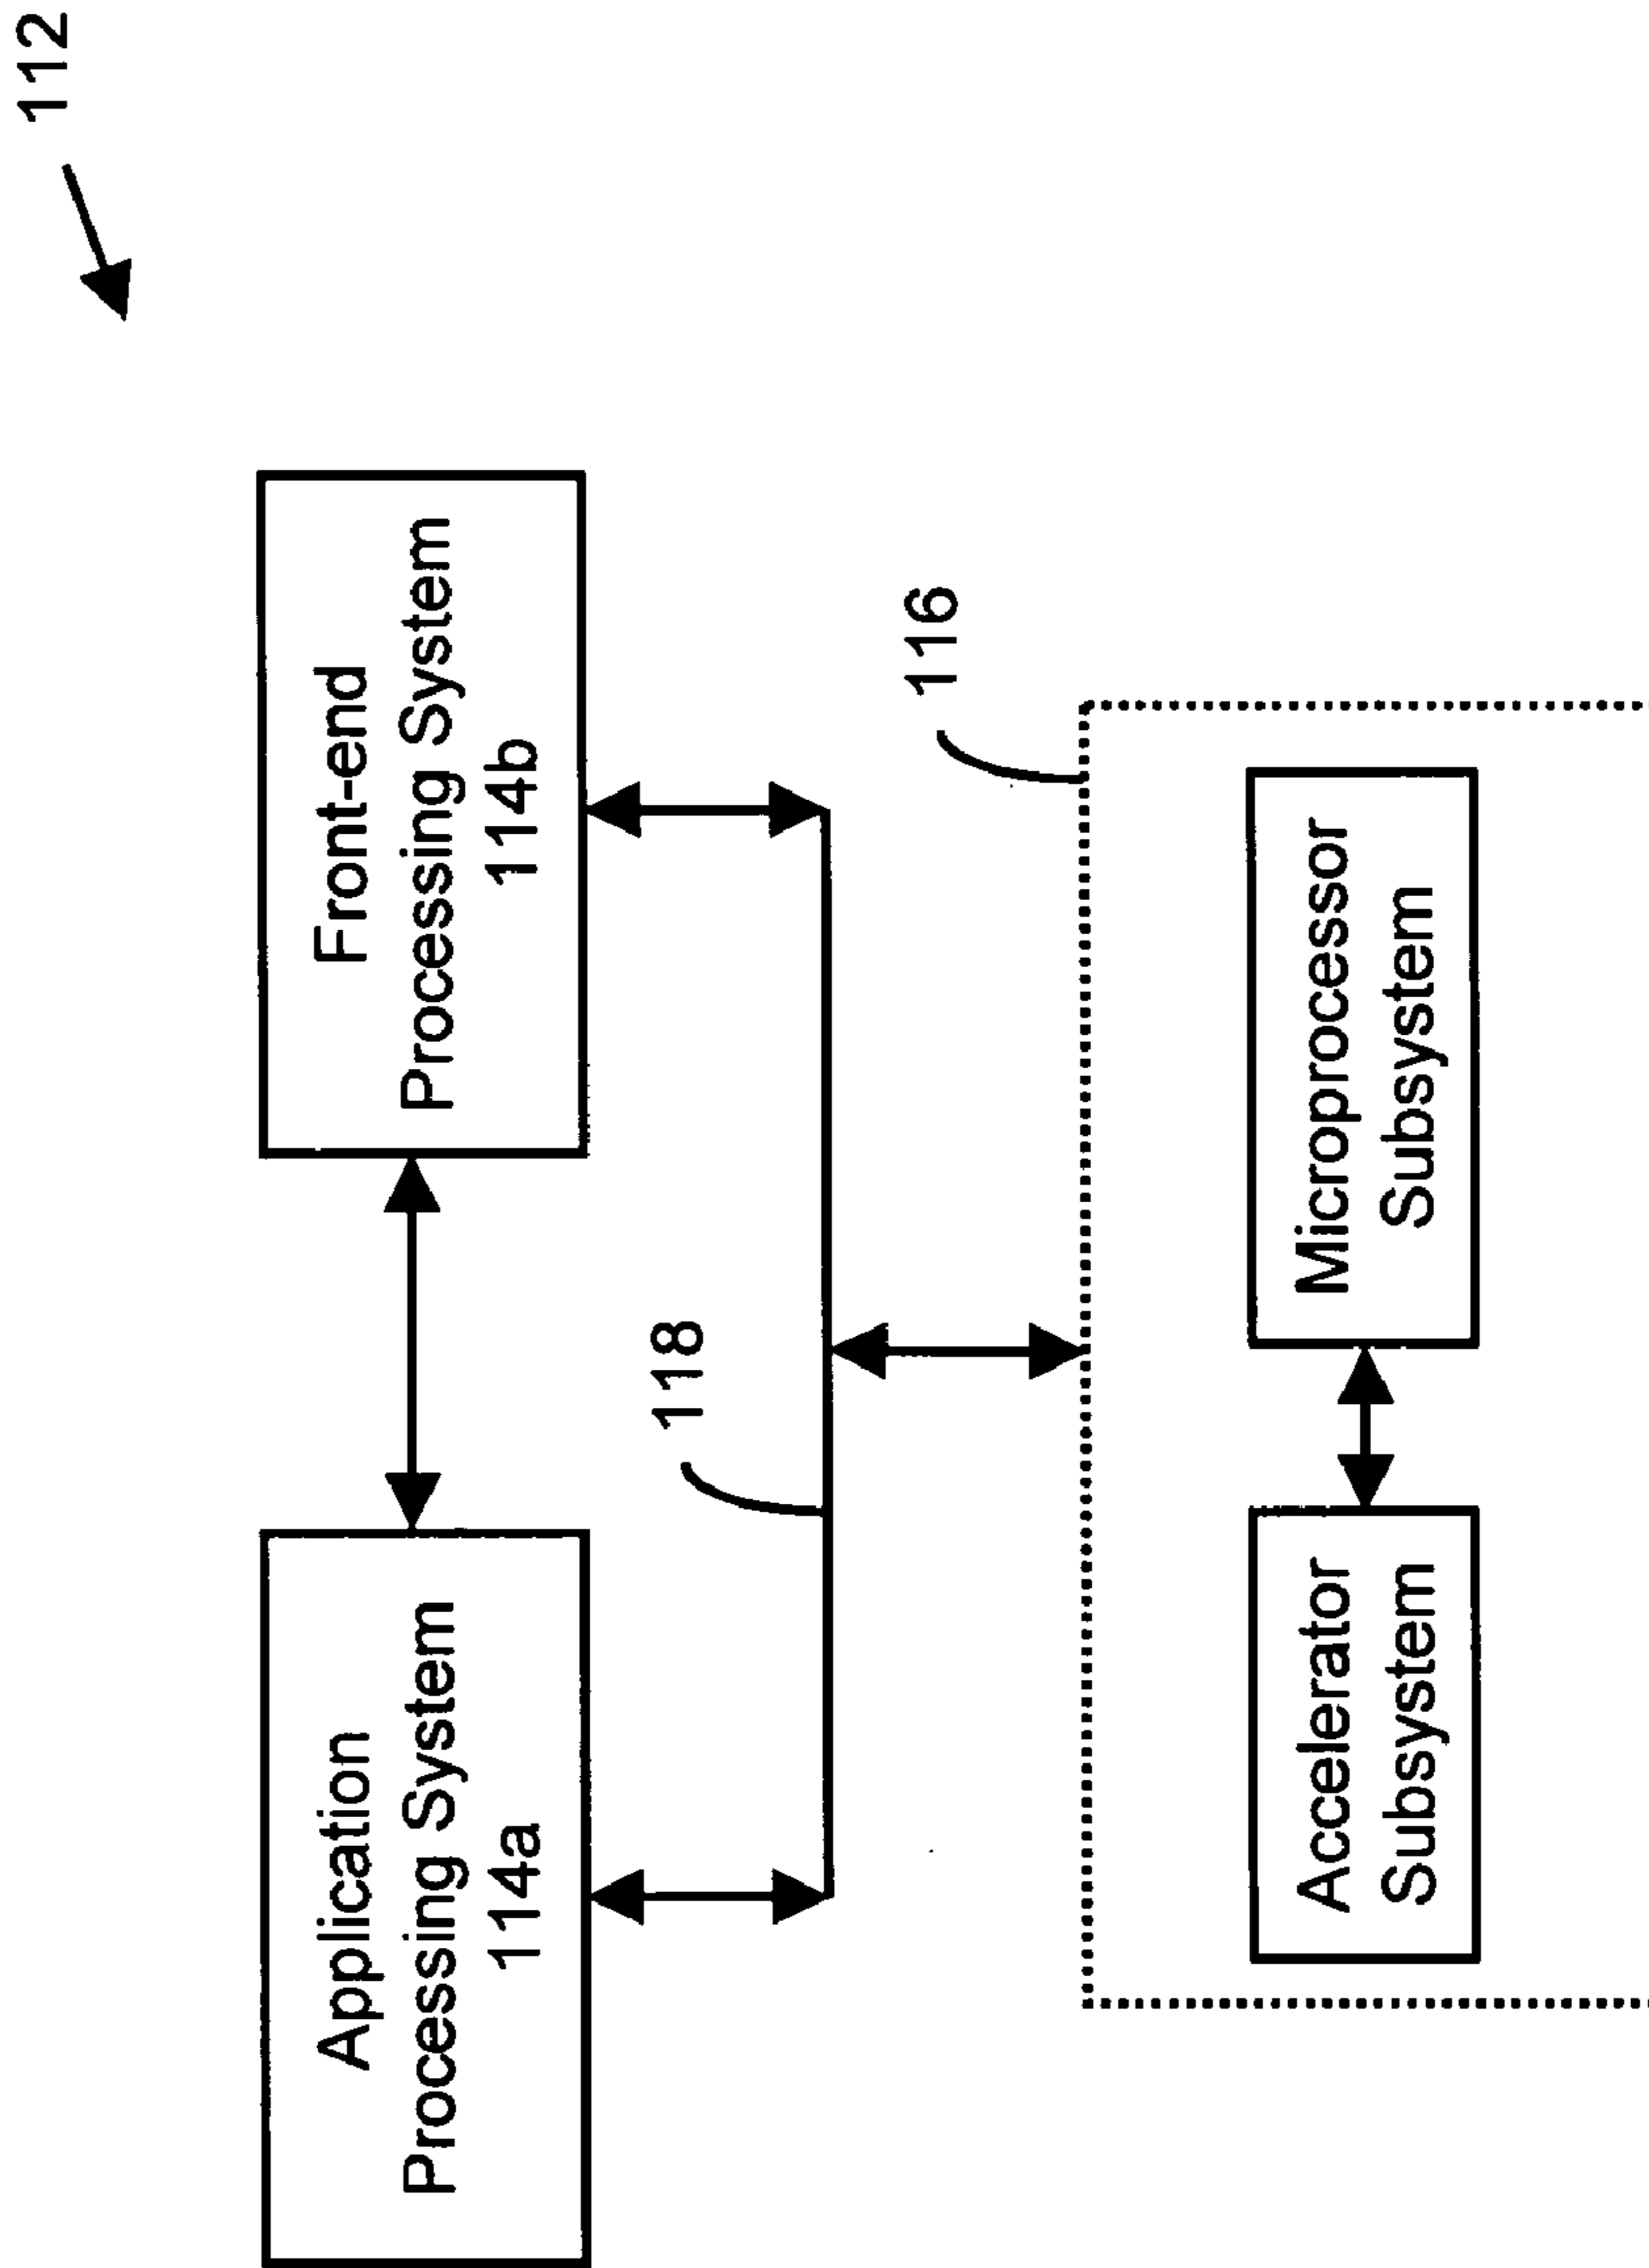 112
Application
Processing System
114a
Front-end
Processing System
114b
118
116
Accelerator
Subsystem
Microprocessor
Subsystem